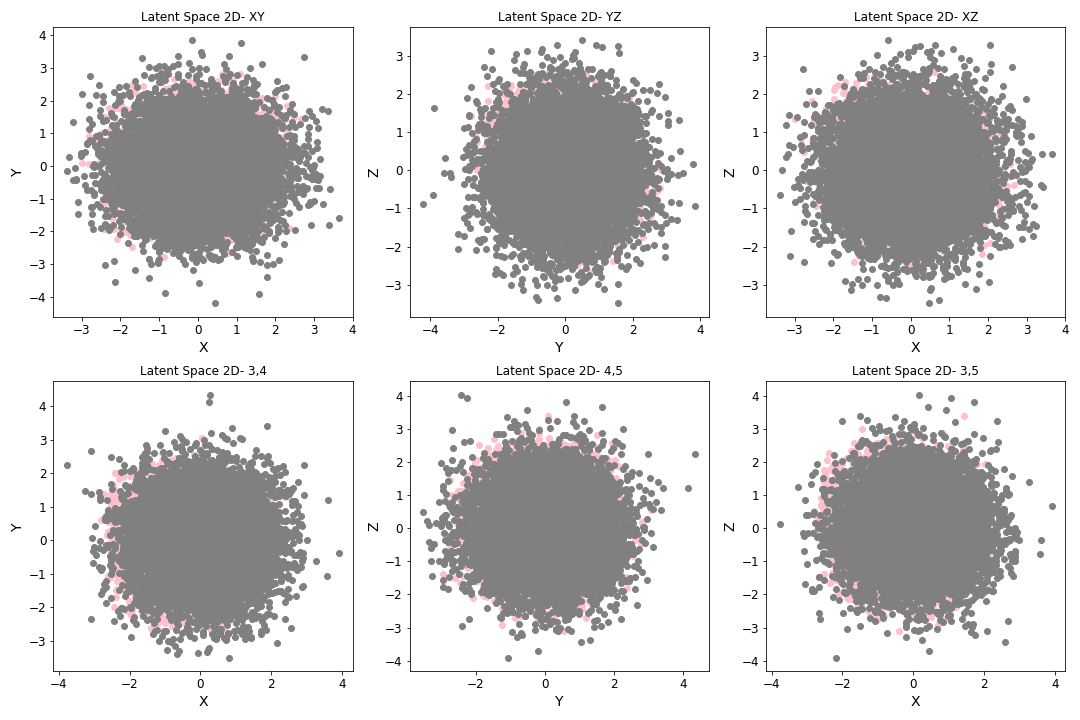 Latent Space 2D- XY
Latent Space 2D- YZ
Latent Space 2D- XZ
4
3
2
1
0
−1
−2
−3
−4
Y
−3 −2 −1 0 1 2 3 4
X
3
2
1
0
−1
−2
−3
Z
−4 −2 0 2 4
Y
3
2
1
0
−1
−2
−3
Z
−3 −2 −1 0 1 2 3 4
X
Latent Space 2D- 3,4
Latent Space 2D- 4,5
Latent Space 2D- 3,5
4
3
2
1
0
−1
−2
−3
Y
−4 −2 0 2 4
X
4
3
2
1
0
−1
−2
−3
−4
Z
−2 0 2 4
Y
4
3
2
1
0
−1
−2
−3
−4
Z
−4 −2 0 2 4
X